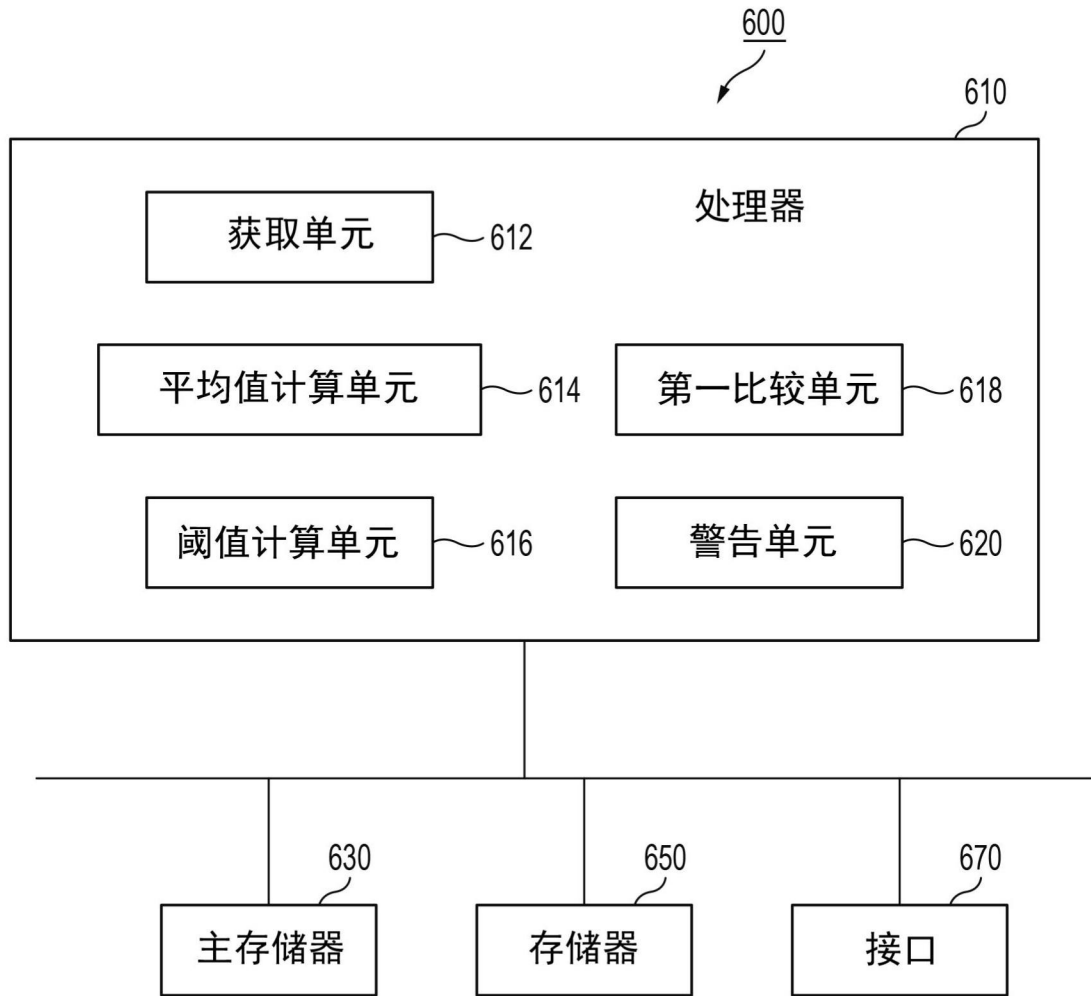 600
610
处理器
获取单元
612
平均值计算单元
614
第一比较单元
618
阈值计算单元
616
警告单元
620
630
650
670
主存储器
存储器
接口